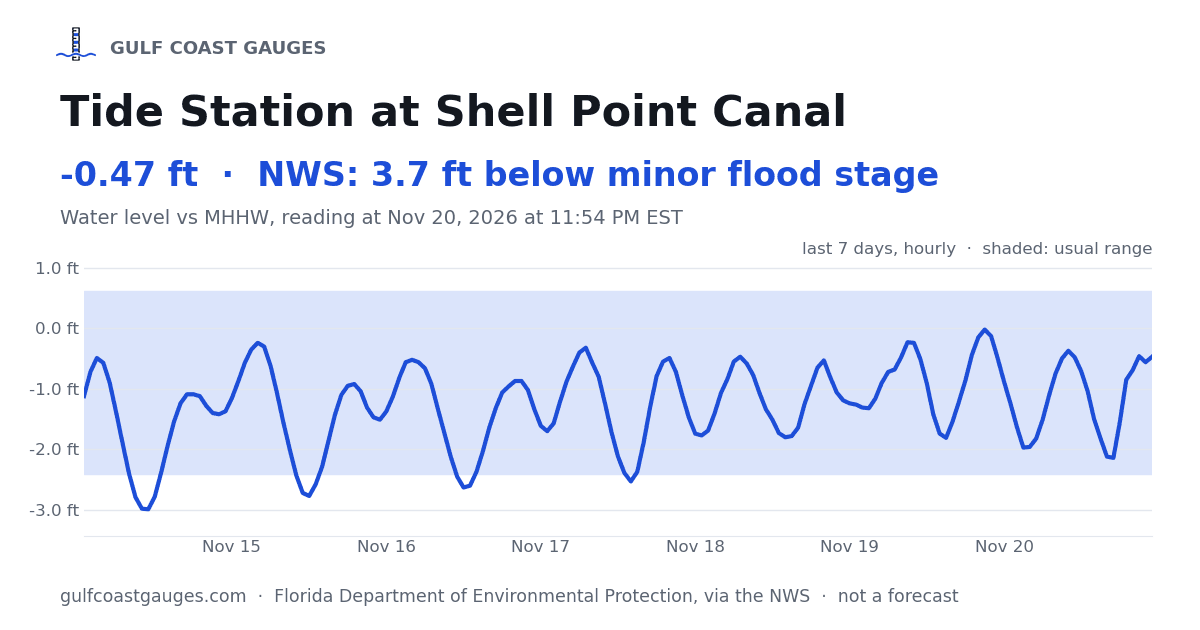 GULF COAST GAUGES
Tide Station at Shell Point Canal
-0.47 ft · NWS: 3.7 ft below minor flood stage
Water level vs MHHW, reading at Nov 20, 2026 at 11:54 PM EST
last 7 days, hourly · shaded: usual range
1.0 ft
0.0 ft
-1.0 ft
-2.0 ft
-3.0 ft
Nov 15 Nov 16 Nov 17 Nov 18 Nov 19 Nov 20
gulfcoastgauges.com · Florida Department of Environmental Protection, via the NWS · not a forecast